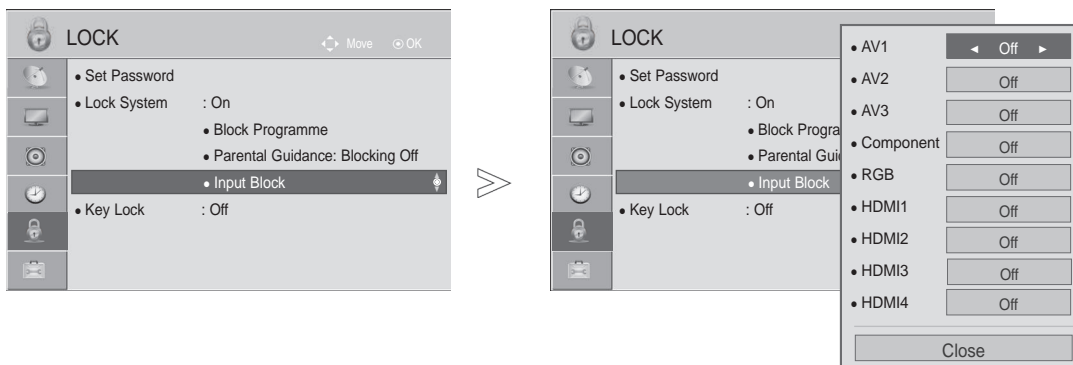 LOCK
Move OK
• Set Password
• Lock System : On
• Block Programme
• Parental Guidance: Blocking Off
• Input Block
• Key Lock : Off
LOCK
• Set Password
• Lock System : On
• Block Progra
• Parental Guid
• Input Block
• Key Lock : Off
• AV1 ◄ Off ►
• AV2 Off
• AV3 Off
• Component Off
• RGB Off
• HDMI1 Off
• HDMI2 Off
• HDMI3 Off
• HDMI4 Off
Close